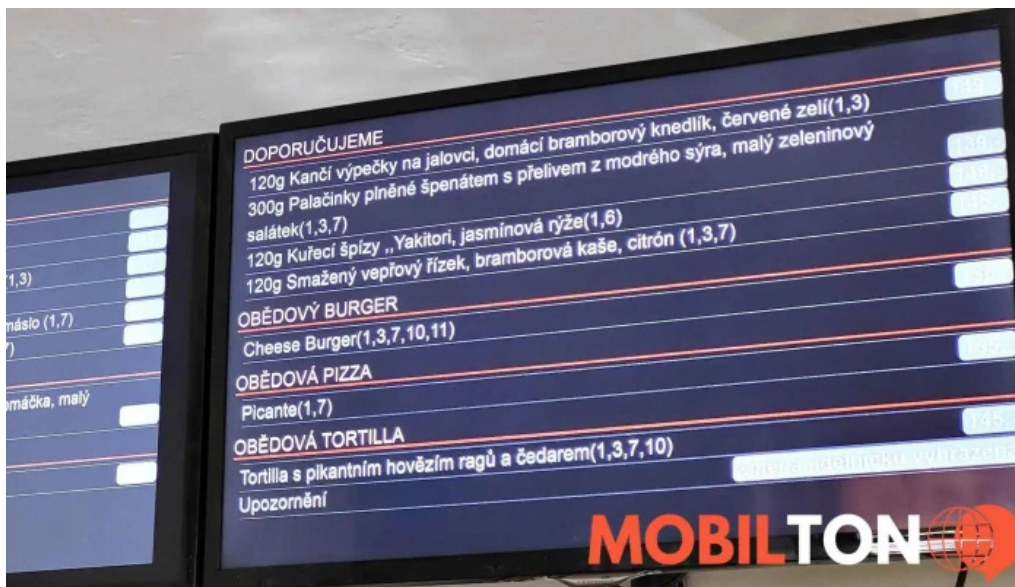 1,3)
máslo (1,7)
7)
omáčka, malý
DOPORUČUJEME
120g Kančí výpečky na jalovci, domácí bramborový knedlík, červené zelí(1,3)
300g Palačinky plněné špenátem s přelivem z modrého sýra, malý zeleninový
salátek(1,3,7)
120g Kuřecí špízy ,,Yakitori, jasmínová rýže(1,6)
120g Smažený vepřový řízek, bramborová kaše, citrón (1,3,7)
OBĚDOVÝ BURGER
Cheese Burger(1,3,7,10,11)
OBĚDOVÁ PIZZA
Picante(1,7)
OBĚDOVÁ TORTILLA
Tortilla s pikantním hovězím ragů a čedarem(1,3,7,10)
Upozornění
MOBILTON